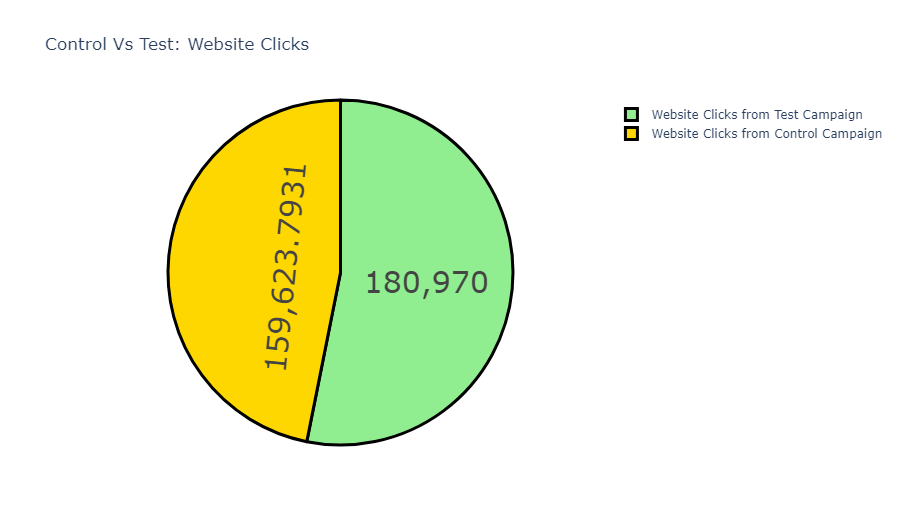 Control Vs Test: Website Clicks
Website Clicks from Test Campaign
Website Clicks from Control Campaign
159,623.7931
180,970